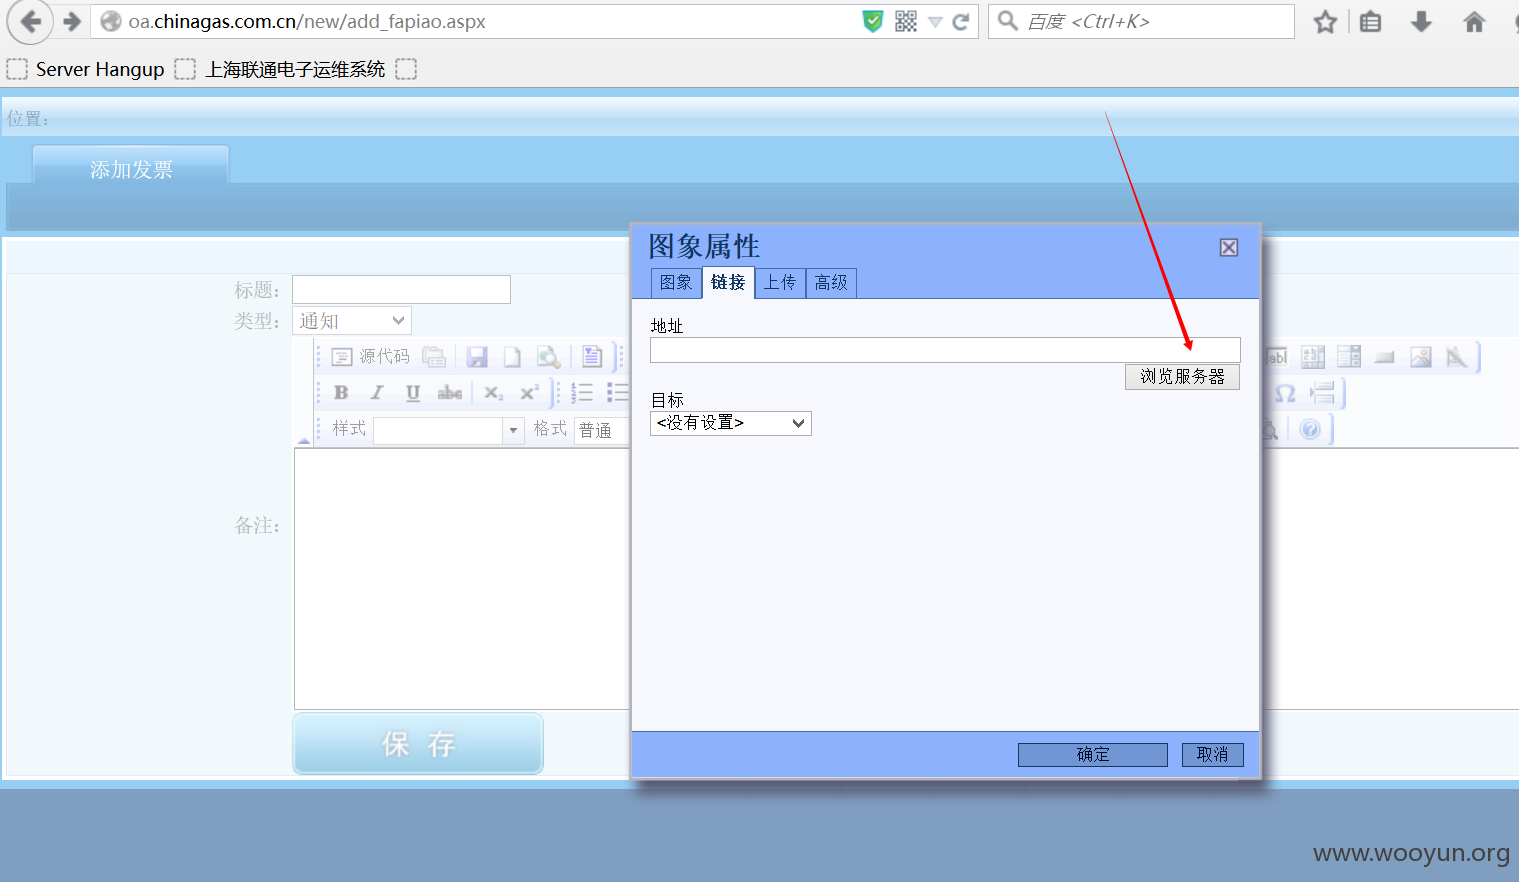 oa.chinagas.com.cn/new/add_fapiao.aspx
百度 <Ctrl+K>
Server Hangup
上海联通电子运维系统
位置:
添加发票
图象属性
图象
链接
上传
高级
标题:
类型:
通知
地址
源代码
abl
浏览服务器
B I U abc x₂ x²
Ω
目标
<没有设置>
样式
格式
普通
备注:
保 存
确定
取消
www.wooyun.org